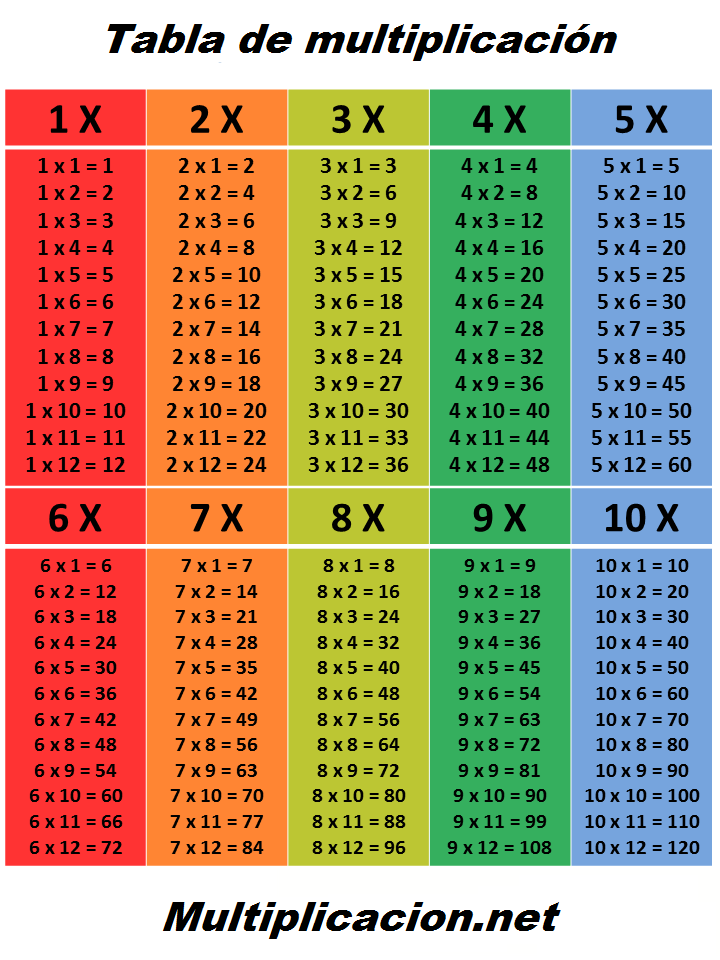 Tabla de multiplicación
1 X 2 X 3 X 4 X 5 X
1 x 1 = 1 2 x 1 = 2 3 x 1 = 3 4 x 1 = 4 5 x 1 = 5
1 x 2 = 2 2 x 2 = 4 3 x 2 = 6 4 x 2 = 8 5 x 2 = 10
1 x 3 = 3 2 x 3 = 6 3 x 3 = 9 4 x 3 = 12 5 x 3 = 15
1 x 4 = 4 2 x 4 = 8 3 x 4 = 12 4 x 4 = 16 5 x 4 = 20
1 x 5 = 5 2 x 5 = 10 3 x 5 = 15 4 x 5 = 20 5 x 5 = 25
1 x 6 = 6 2 x 6 = 12 3 x 6 = 18 4 x 6 = 24 5 x 6 = 30
1 x 7 = 7 2 x 7 = 14 3 x 7 = 21 4 x 7 = 28 5 x 7 = 35
1 x 8 = 8 2 x 8 = 16 3 x 8 = 24 4 x 8 = 32 5 x 8 = 40
1 x 9 = 9 2 x 9 = 18 3 x 9 = 27 4 x 9 = 36 5 x 9 = 45
1 x 10 = 10 2 x 10 = 20 3 x 10 = 30 4 x 10 = 40 5 x 10 = 50
1 x 11 = 11 2 x 11 = 22 3 x 11 = 33 4 x 11 = 44 5 x 11 = 55
1 x 12 = 12 2 x 12 = 24 3 x 12 = 36 4 x 12 = 48 5 x 12 = 60
6 X 7 X 8 X 9 X 10 X
6 x 1 = 6 7 x 1 = 7 8 x 1 = 8 9 x 1 = 9 10 x 1 = 10
6 x 2 = 12 7 x 2 = 14 8 x 2 = 16 9 x 2 = 18 10 x 2 = 20
6 x 3 = 18 7 x 3 = 21 8 x 3 = 24 9 x 3 = 27 10 x 3 = 30
6 x 4 = 24 7 x 4 = 28 8 x 4 = 32 9 x 4 = 36 10 x 4 = 40
6 x 5 = 30 7 x 5 = 35 8 x 5 = 40 9 x 5 = 45 10 x 5 = 50
6 x 6 = 36 7 x 6 = 42 8 x 6 = 48 9 x 6 = 54 10 x 6 = 60
6 x 7 = 42 7 x 7 = 49 8 x 7 = 56 9 x 7 = 63 10 x 7 = 70
6 x 8 = 48 7 x 8 = 56 8 x 8 = 64 9 x 8 = 72 10 x 8 = 80
6 x 9 = 54 7 x 9 = 63 8 x 9 = 72 9 x 9 = 81 10 x 9 = 90
6 x 10 = 60 7 x 10 = 70 8 x 10 = 80 9 x 10 = 90 10 x 10 = 100
6 x 11 = 66 7 x 11 = 77 8 x 11 = 88 9 x 11 = 99 10 x 11 = 110
6 x 12 = 72 7 x 12 = 84 8 x 12 = 96 9 x 12 = 108 10 x 12 = 120
Multiplicacion.net